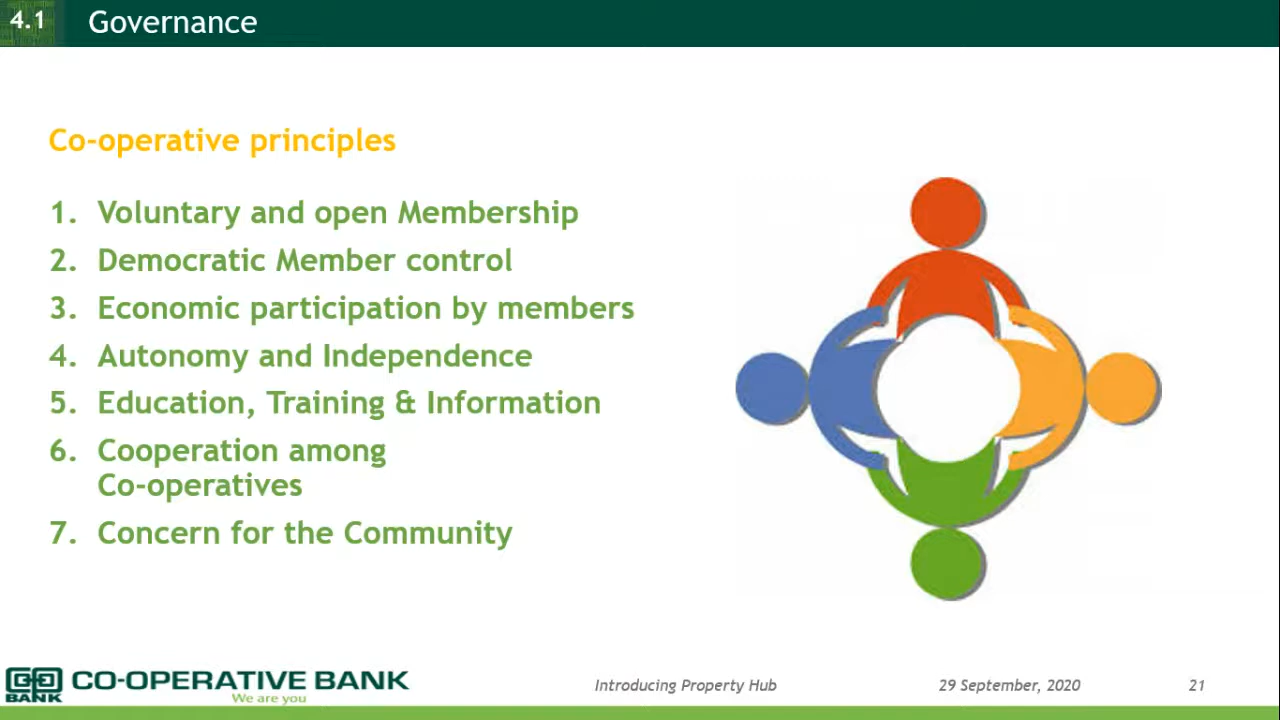 4.1 Governance
Co-operative principles
1. Voluntary and open Membership
2. Democratic Member control
3. Economic participation by members
4. Autonomy and Independence
5. Education, Training & Information
6. Cooperation among
Co-operatives
7. Concern for the Community
BANK
CO-OPERATIVE BANK
We are you
Introducing Property Hub
29 September, 2020
21